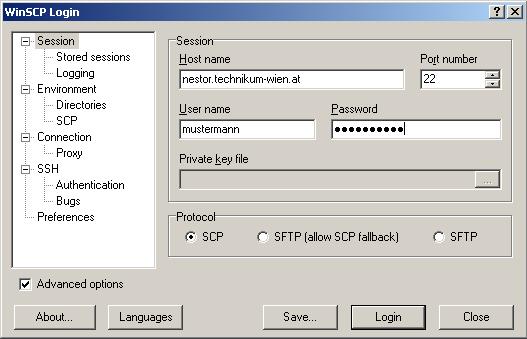 WinSCP Login
Session
Stored sessions
Logging
Environment
Directories
SCP
Connection
Proxy
SSH
Authentication
Bugs
Preferences
Session
Host name
Port number
nestor.technikum-wien.at
22
User name
Password
mustermann
●●●●●●●●●●
Private key file
...
Protocol
SCP
SFTP (allow SCP fallback)
SFTP
Advanced options
About...
Languages
Save...
Login
Close